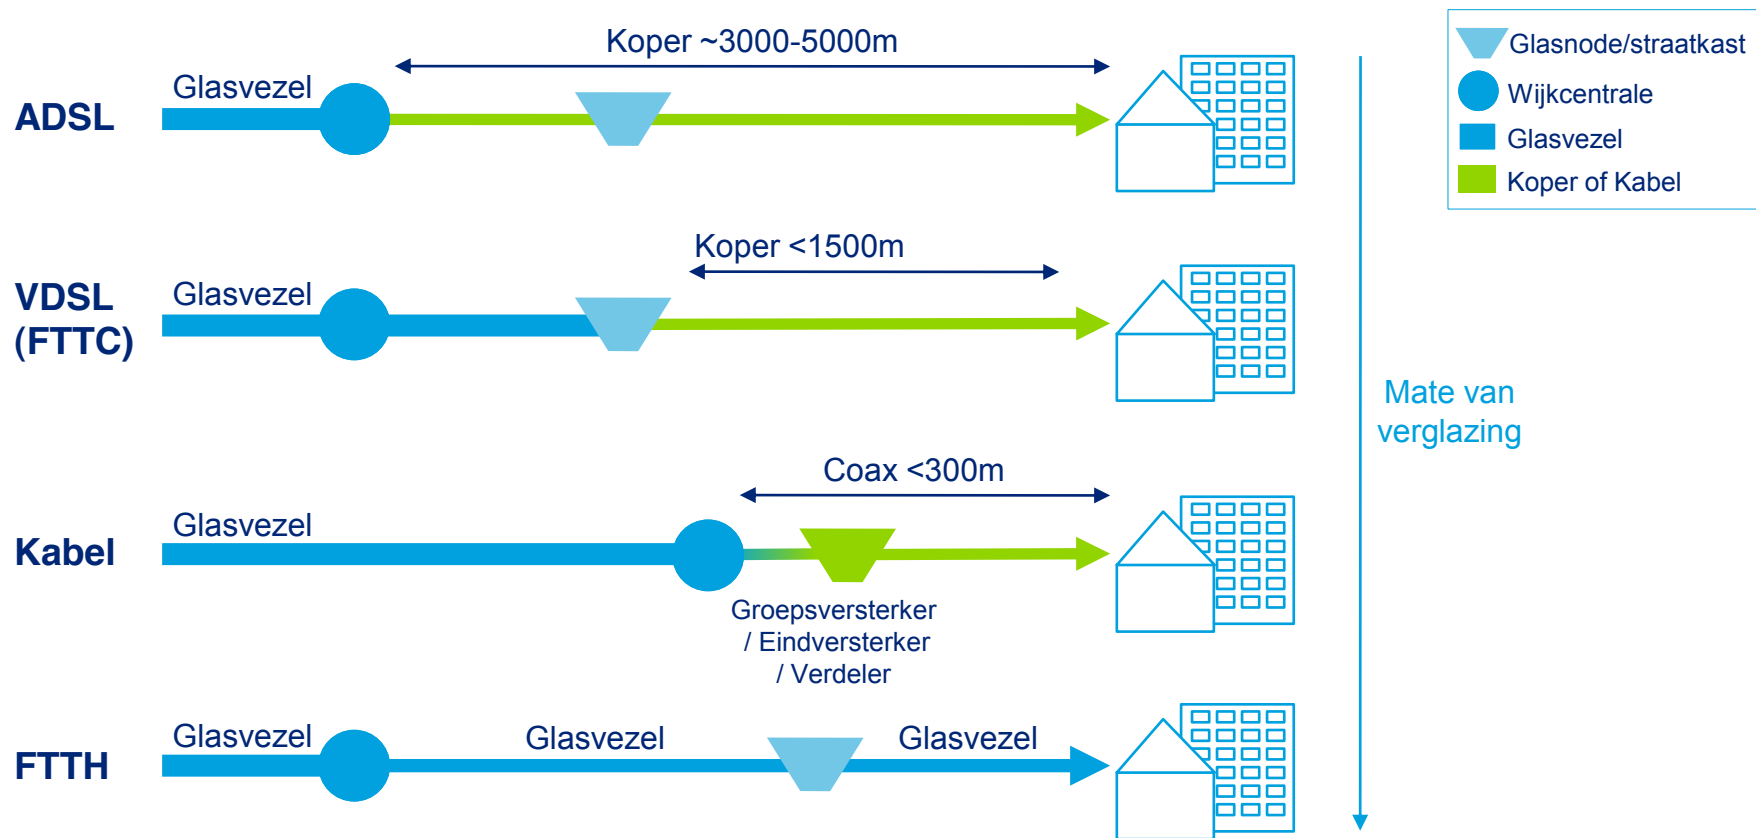 Koper ~3000-5000m
Glasvezel
ADSL
Koper <1500m
Glasvezel
VDSL
(FTTC)
Coax <300m
Glasvezel
Kabel
Groepsversterker
/ Eindversterker
/ Verdeler
Glasvezel
Glasvezel
Glasvezel
FTTH
Mate van
verglazing
Glasnode/straatkast
Wijkcentrale
Glasvezel
Koper of Kabel